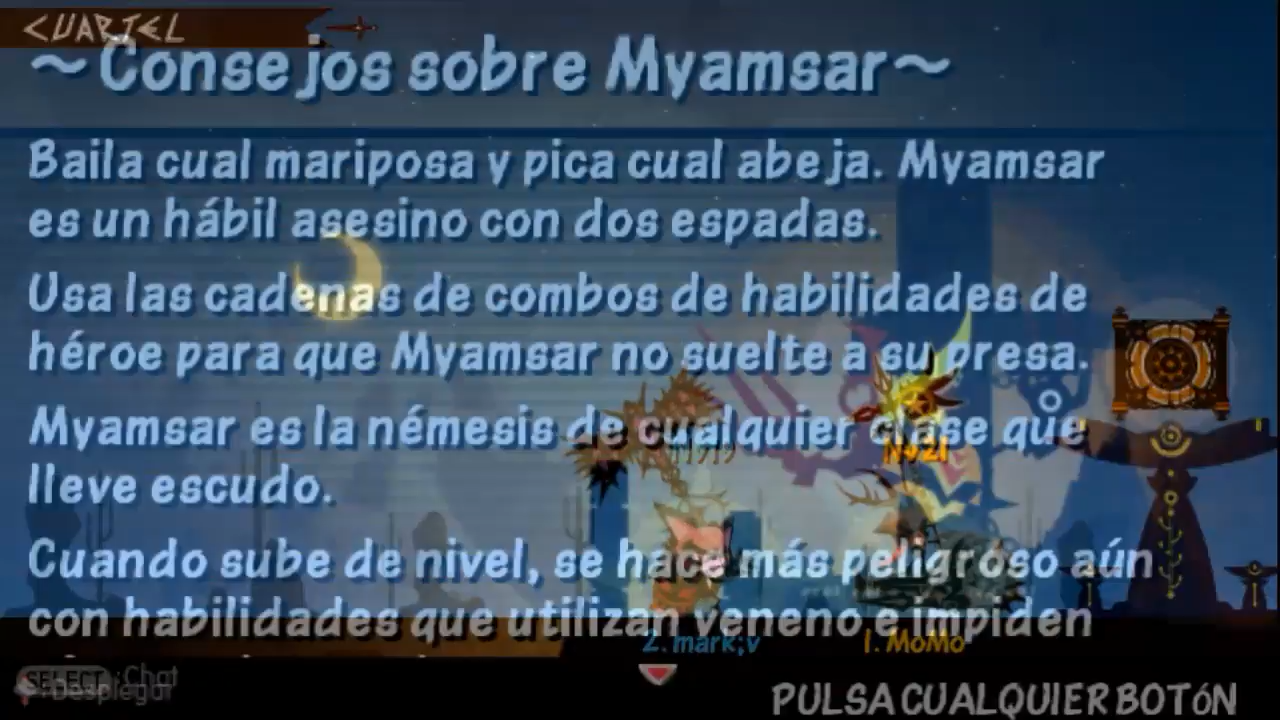 CUARTEL
~Consejos sobre Myamsar~
Baila cual mariposa y pica cual abeja. Myamsar
es un hábil asesino con dos espadas.
Usa las cadenas de combos de habilidades de
héroe para que Myamsar no suelte a su presa.
Myamsar es la némesis de cualquier clase que
lleve escudo.
Nv21
Cuando sube de nivel, se hace más peligroso aún
con habilidades que utilizan veneno e impiden
2. mark;v 1. MoMo
SELECT :Chat
:Desplegar
PULSA CUALQUIER BOTÓN